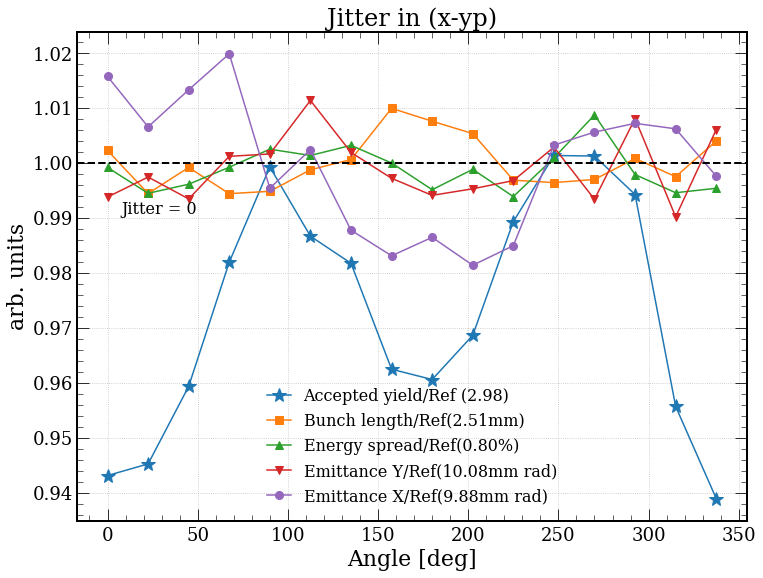 Jitter in (x-yp)
1.02
1.01
1.00
0.99
0.98
0.97
0.96
0.95
0.94
arb. units
Jitter = 0
Accepted yield/Ref (2.98)
Bunch length/Ref(2.51mm)
Energy spread/Ref(0.80%)
Emittance Y/Ref(10.08mm rad)
Emittance X/Ref(9.88mm rad)
0 50 100 150 200 250 300 350
Angle [deg]